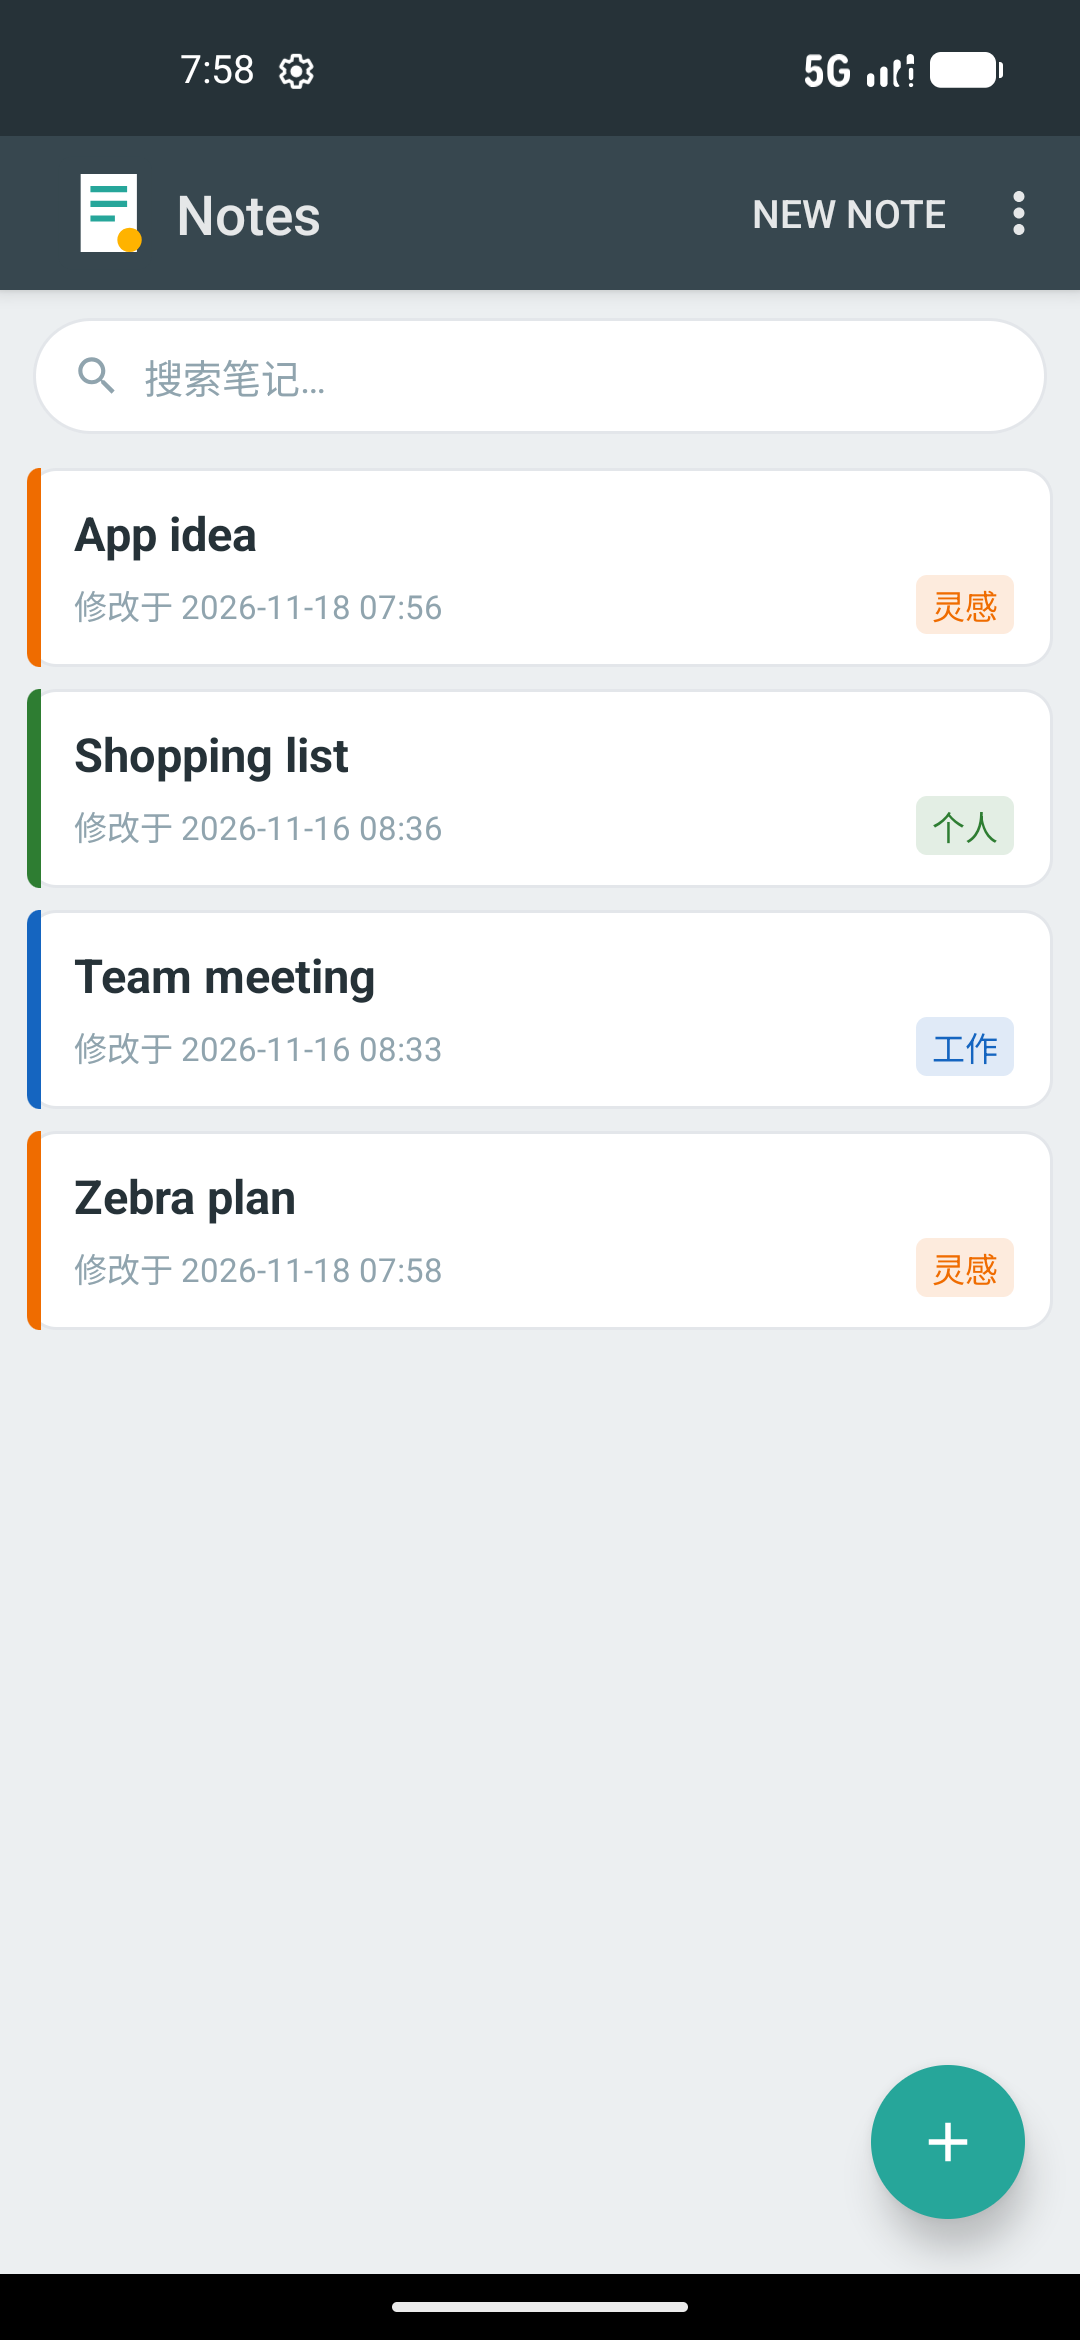 7:58 5G
Notes NEW NOTE
搜索笔记...
App idea
修改于 2026-11-18 07:56 灵感
Shopping list
修改于 2026-11-16 08:36 个人
Team meeting
修改于 2026-11-16 08:33 工作
Zebra plan
修改于 2026-11-18 07:58 灵感